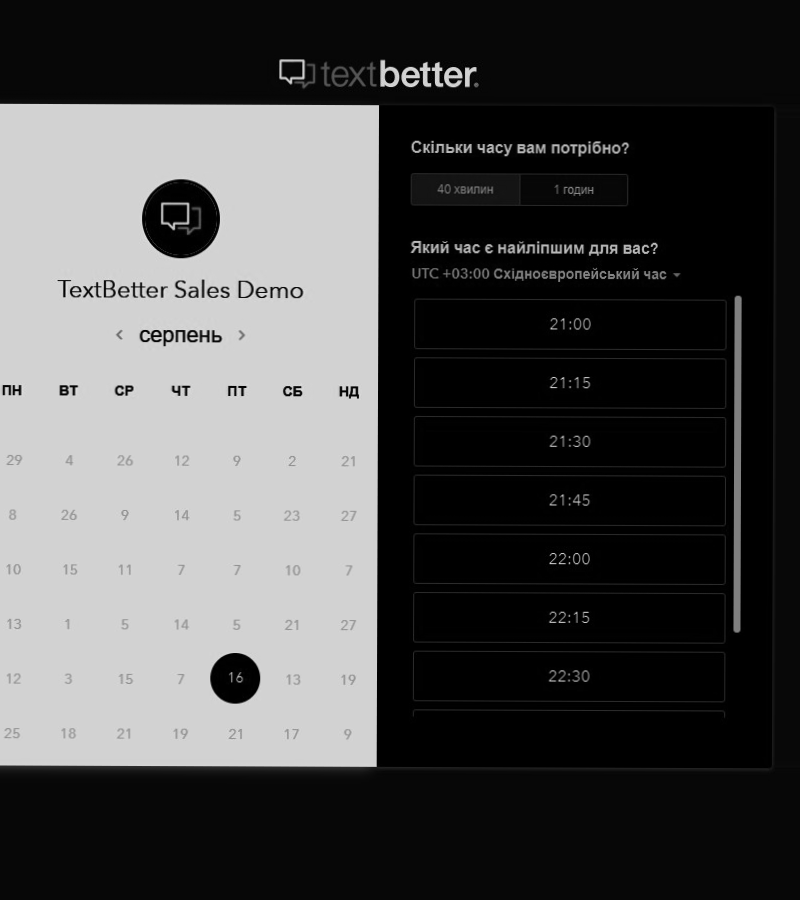 textbetter.
TextBetter Sales Demo
серпень
ПН ВТ СР ЧТ ПТ СБ НД
29 4 26 12 9 2 21
8 26 9 14 5 23 27
10 15 11 7 7 10 7
13 1 5 14 5 21 27
12 3 15 7 16 13 19
25 18 21 19 21 17 9
Скільки часу вам потрібно?
40 хвилин 1 годин
Який час є найліпшим для вас?
UTC +03:00 Східноєвропейський час
21:00
21:15
21:30
21:45
22:00
22:15
22:30